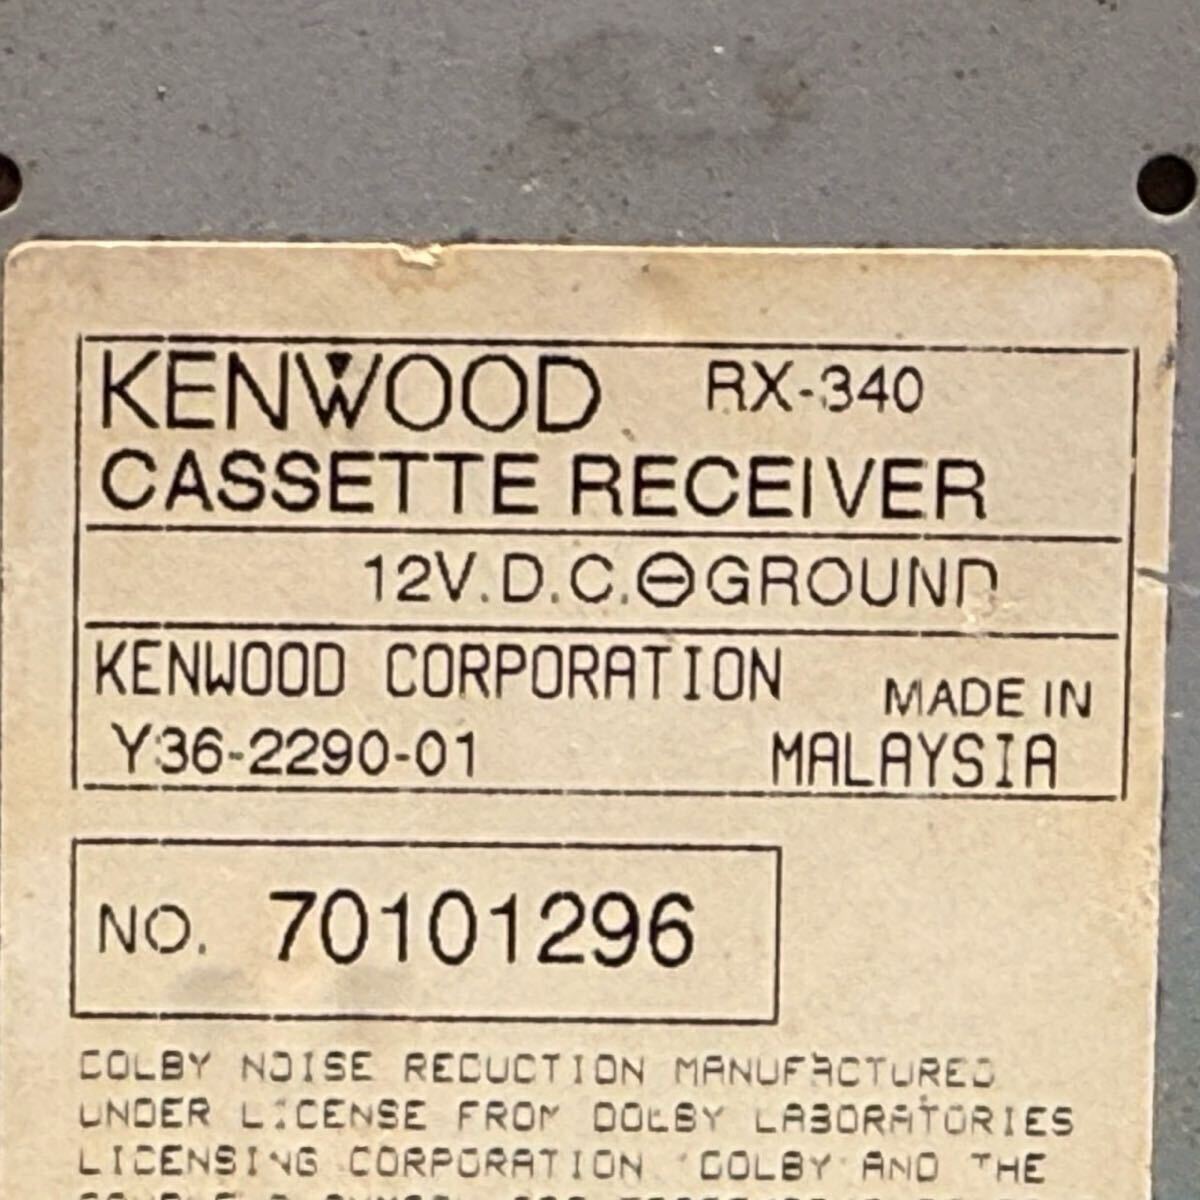 KENWOOD RX-340
CASSETTE RECEIVER
12V.D.C.⊖GROUND
KENWOOD CORPORATION
MADE IN
Y36-2290-01
MALAYSIA
NO. 70101296
DOLBY NOISE REDUCTION MANUFACTURED
UNDER LICENSE FROM DOLBY LABORATORIES
LICENSING CORPORATION. "DOLBY" AND THE